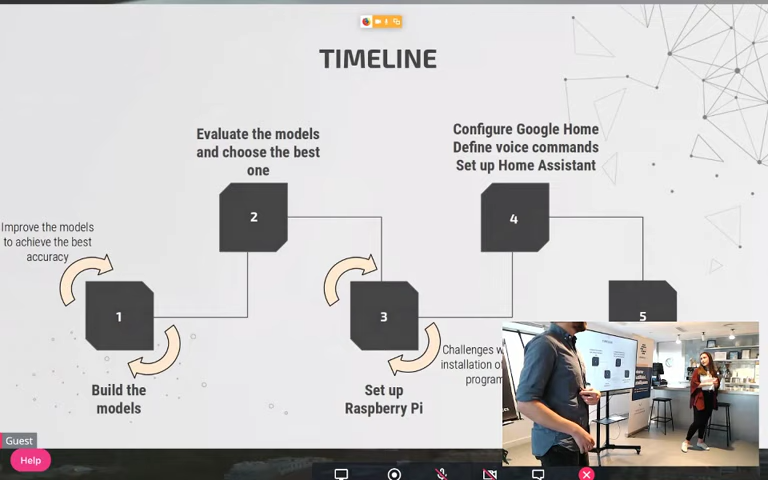 TIMELINE
Evaluate the models
and choose the best
one
Configure Google Home
Define voice commands
Set up Home Assistant
2
4
Improve the models
to achieve the best
accuracy
1
3
5
Build the
models
Set up
Raspberry Pi
Challenges
installation of
program
Guest
Help